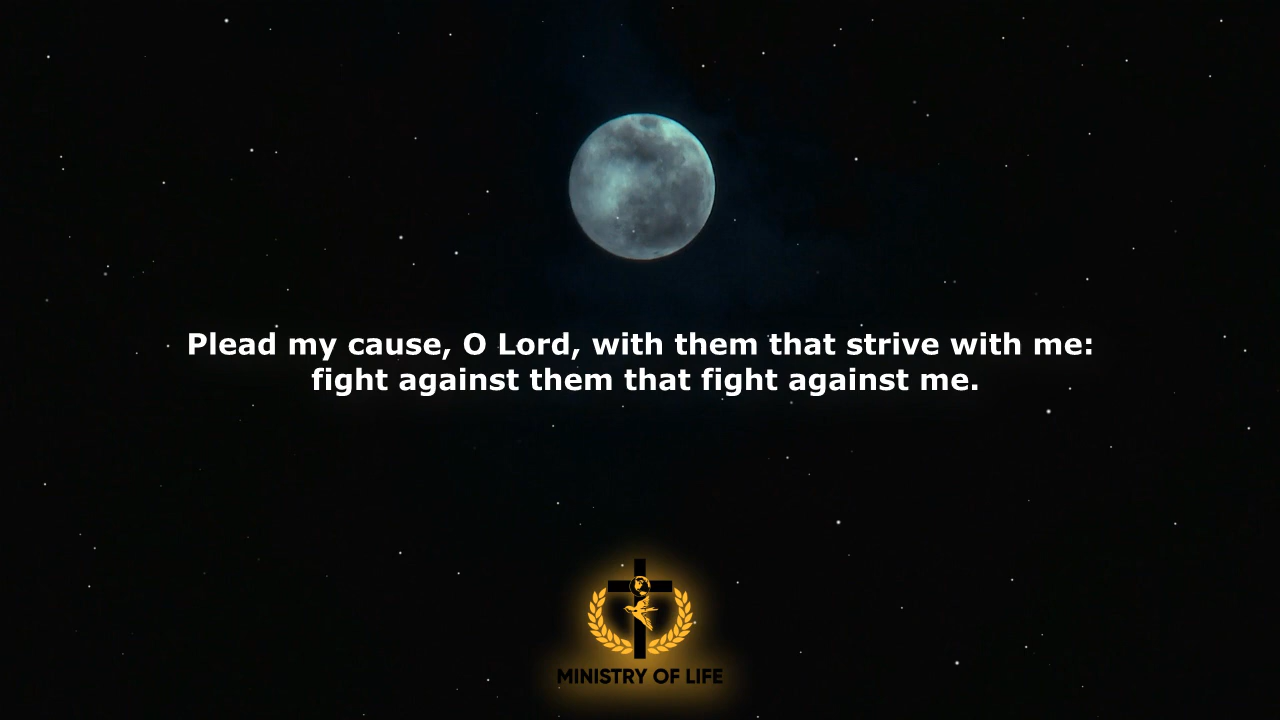 Plead my cause, O Lord, with them that strive with me:
fight against them that fight against me.
MINISTRY OF LIFE